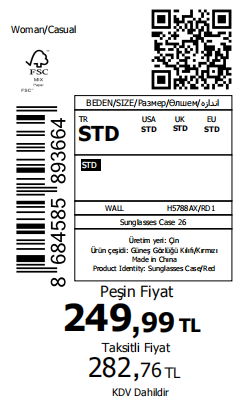 Woman/Casual
FSC
MIX
Paper
FSC™
BEDEN/SIZE/Размер/Өлшем/اندازه
TR USA UK EU
STD STD STD STD
STD
8 684585 893664
WALL H5788AX/RD1
Sunglasses Case 26
Üretim yeri: Çin
Ürün çeşidi: Güneş Görlüğü Kılıfı/Kırmızı
Made in China
Product Identity: Sunglasses Case/Red
Peşin Fiyat
249,99 TL
Taksitli Fiyat
282,76 TL
KDV Dahildir